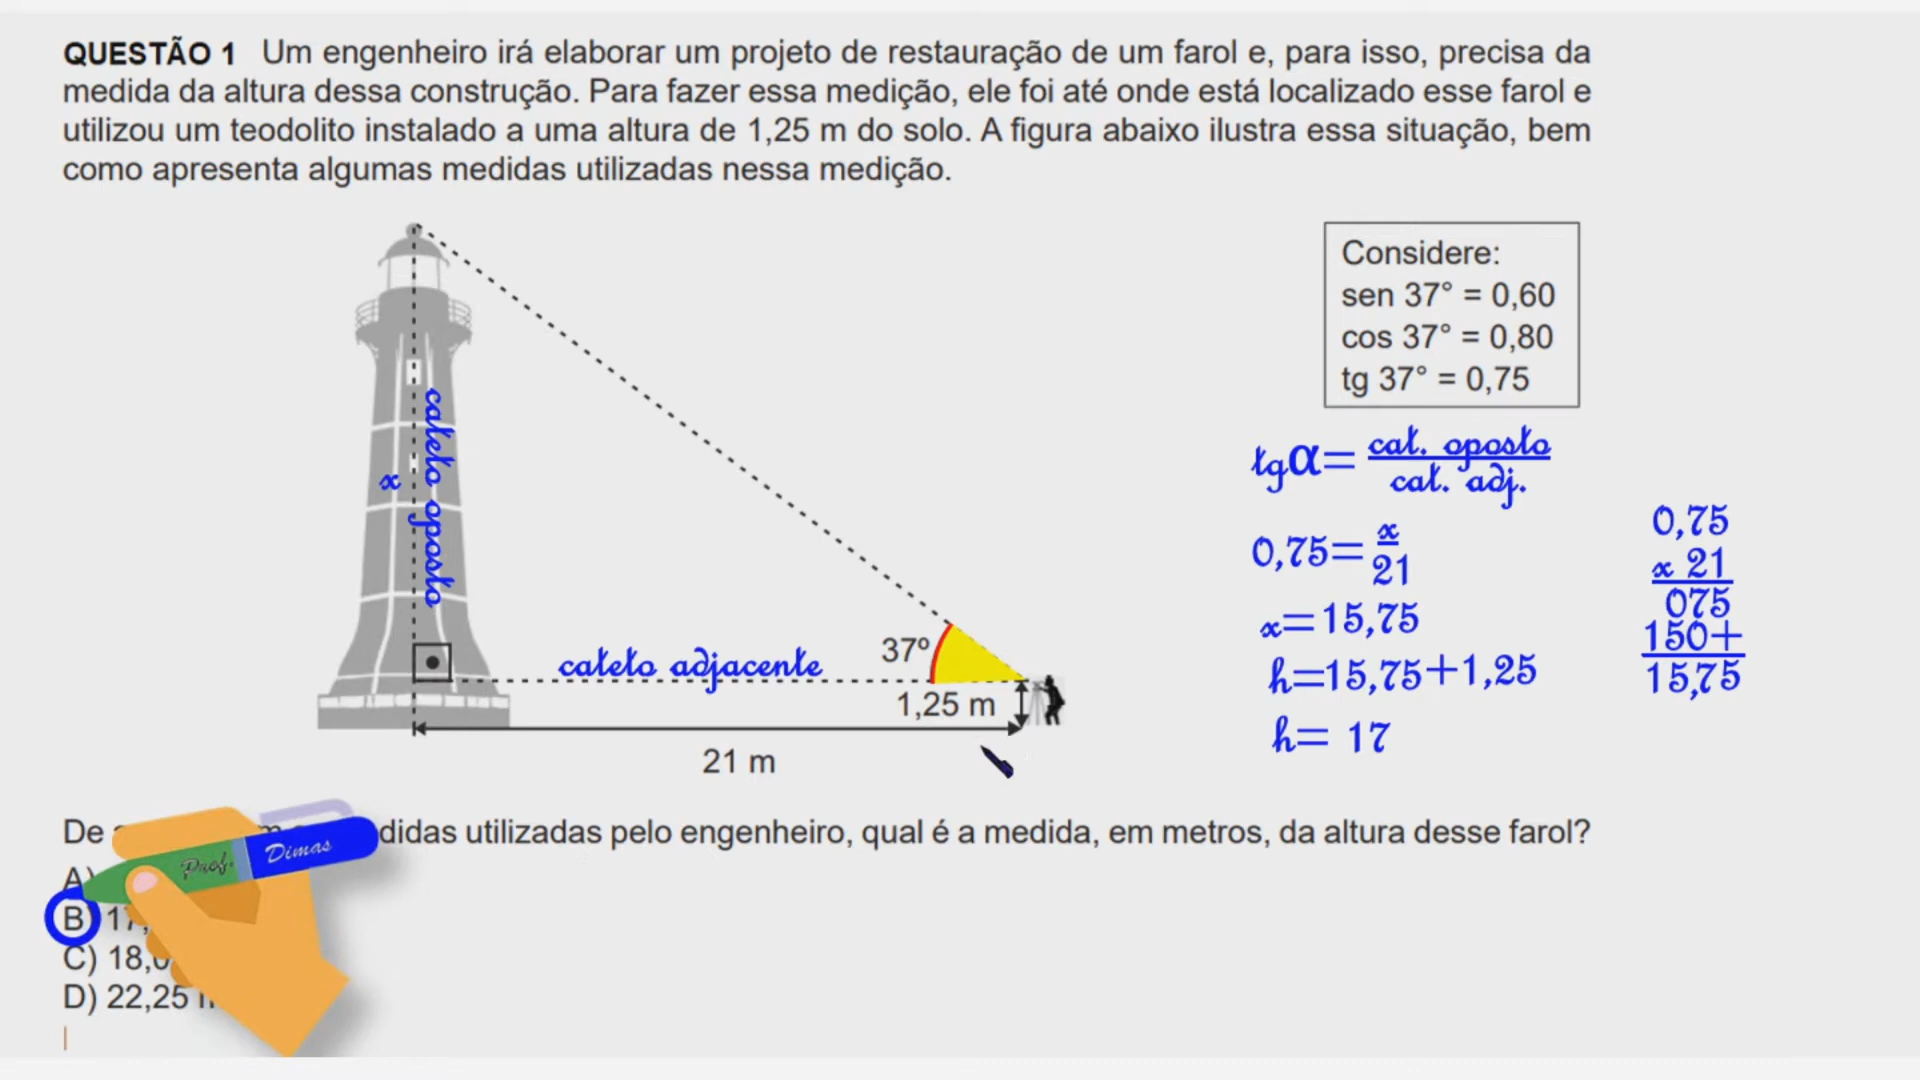 QUESTÃO 1 Um engenheiro irá elaborar um projeto de restauração de um farol e, para isso, precisa da
medida da altura dessa construção. Para fazer essa medição, ele foi até onde está localizado esse farol e
utilizou um teodolito instalado a uma altura de 1,25 m do solo. A figura abaixo ilustra essa situação, bem
como apresenta algumas medidas utilizadas nessa medição.
Considere:
sen 37° = 0,60
cos 37° = 0,80
tg 37° = 0,75
x
cateto oposto
cateto adjacente
37º
1,25 m
21 m
tgα= cat. oposto
cat. adj.
0,75= x
21
x=15,75
h=15,75+1,25
h= 17
0,75
x 21
075
150+
15,75
De didas utilizadas pelo engenheiro, qual é a medida, em metros, da altura desse farol?
Prof. Dimas
A)
B) 17,
C) 18,0
D) 22,25